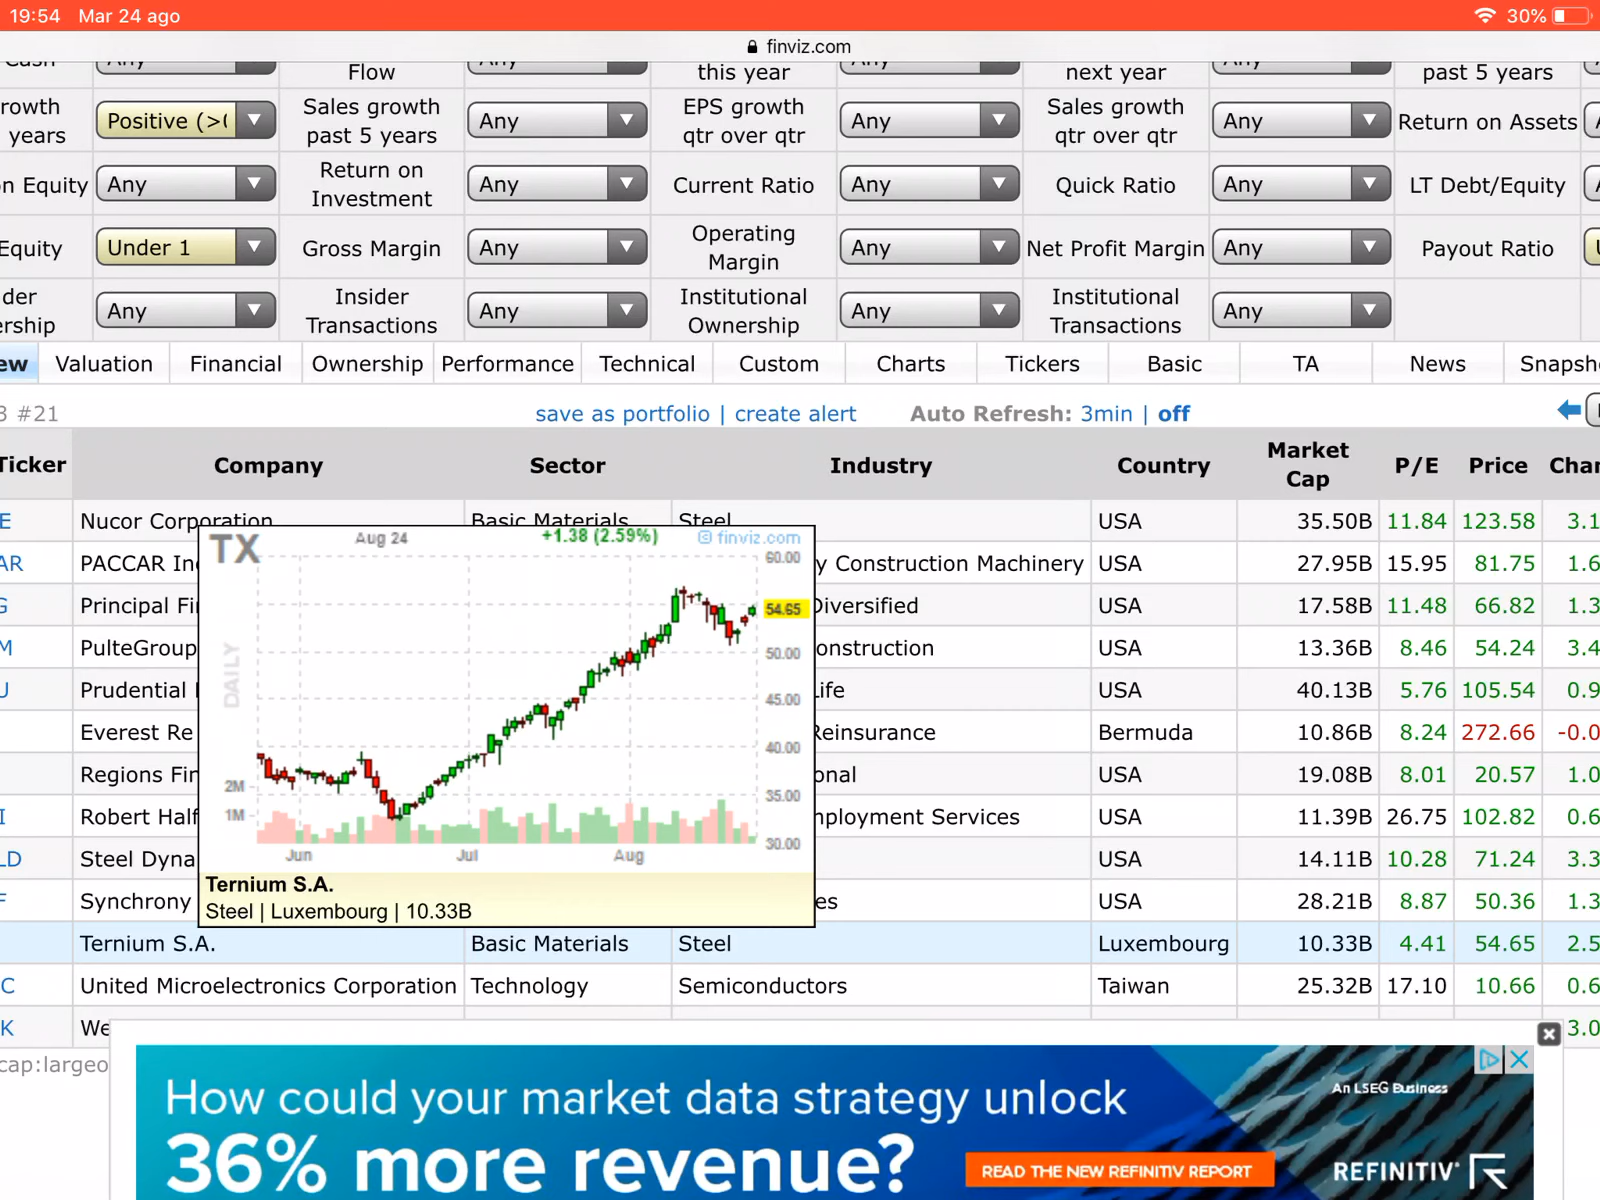 19:54 Mar 24 ago 30%
finviz.com
Flow this year next year past 5 years
rowth years Positive (>( Sales growth past 5 years Any EPS growth qtr over qtr Any Sales growth qtr over qtr Any Return on Assets
n Equity Any Return on Investment Any Current Ratio Any Quick Ratio Any LT Debt/Equity
Equity Under 1 Gross Margin Any Operating Margin Any Net Profit Margin Any Payout Ratio
der ership Any Insider Transactions Any Institutional Ownership Any Institutional Transactions Any
ew Valuation Financial Ownership Performance Technical Custom Charts Tickers Basic TA News Snapsh
#21 save as portfolio | create alert Auto Refresh: 3min | off
Ticker Company Sector Industry Country Market Cap P/E Price Chan
E Nucor Corporation Basic Materials Steel USA 35.50B 11.84 123.58 3.1
AR PACCAR In y Construction Machinery USA 27.95B 15.95 81.75 1.6
G Principal Fi Diversified USA 17.58B 11.48 66.82 1.3
M PulteGroup onstruction USA 13.36B 8.46 54.24 3.4
U Prudential Life USA 40.13B 5.76 105.54 0.9
Everest Re Reinsurance Bermuda 10.86B 8.24 272.66 -0.0
Regions Fin onal USA 19.08B 8.01 20.57 1.0
I Robert Half mployment Services USA 11.39B 26.75 102.82 0.6
LD Steel Dyna USA 14.11B 10.28 71.24 3.3
F Synchrony es USA 28.21B 8.87 50.36 1.3
Ternium S.A. Basic Materials Steel Luxembourg 10.33B 4.41 54.65 2.5
C United Microelectronics Corporation Technology Semiconductors Taiwan 25.32B 17.10 10.66 0.6
K We 3.0
cap:largeo
TX Aug 24 +1.38 (2.59%) © finviz.com
60.00
54.65
50.00
45.00
40.00
35.00
30.00
DAILY
2M
1M
Jun Jul Aug
Ternium S.A.
Steel | Luxembourg | 10.33B
How could your market data strategy unlock
36% more revenue?
READ THE NEW REFINITIV REPORT
An LSEG Business
REFINITIV